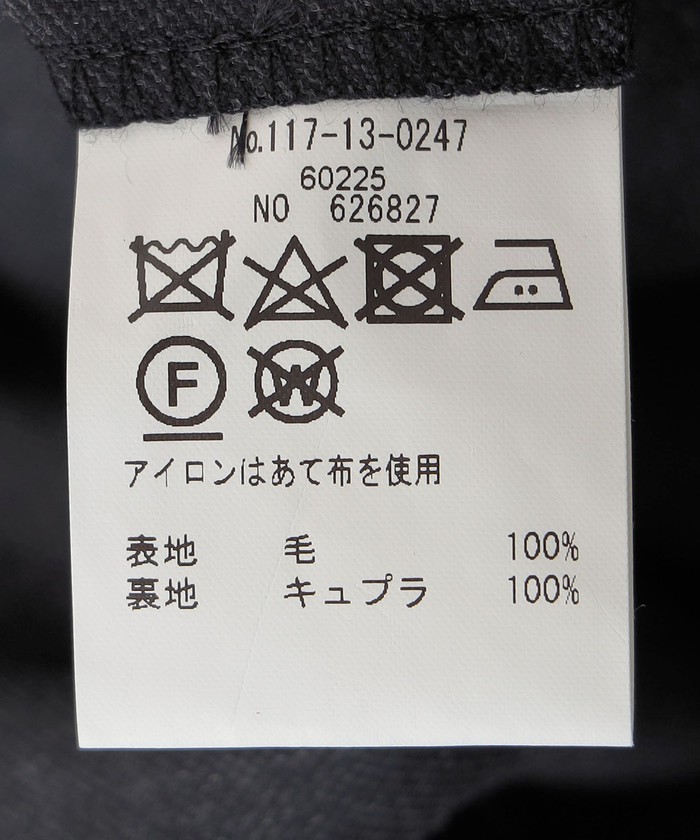 No.117-13-0247
60225
NO 626827
F W
アイロンはあて布を使用
表地 毛 100%
裏地 キュプラ 100%